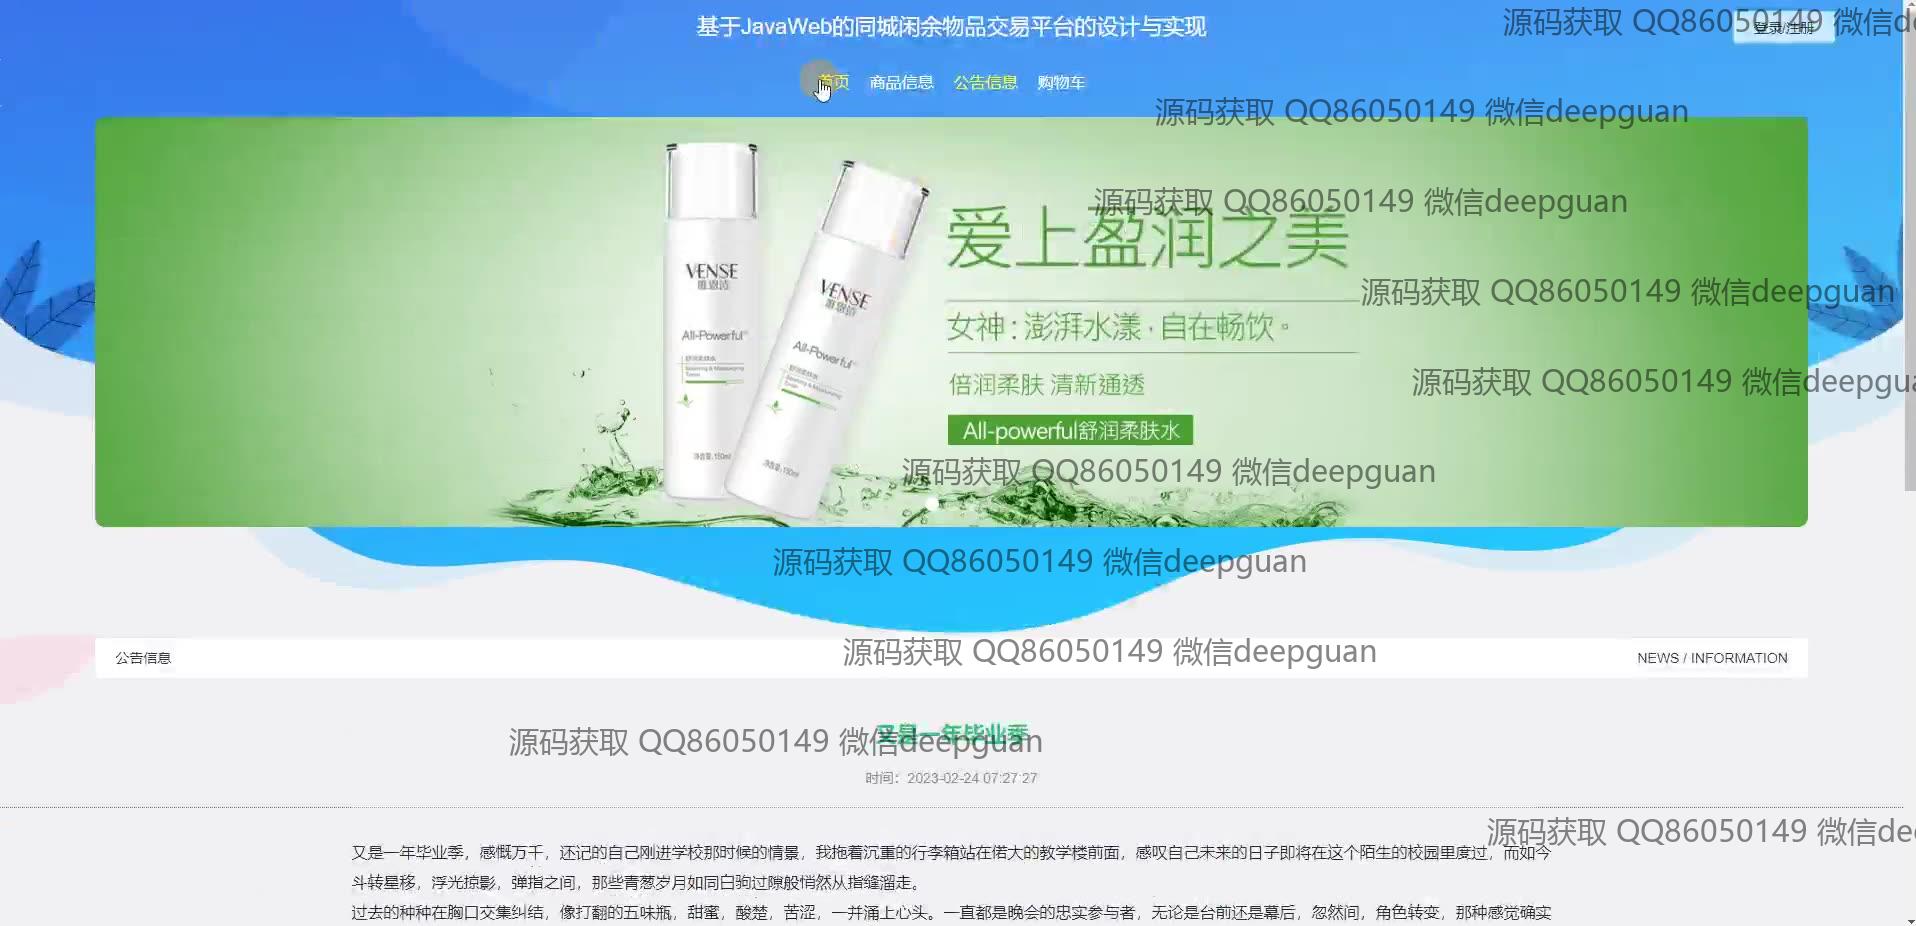 基于JavaWeb的同城闲余物品交易平台的设计与实现
源码获取 QQ86050149 微信d
登录/注册
首页 商品信息 公告信息 购物车
源码获取 QQ86050149 微信deepguan
源码获取 QQ86050149 微信deepguan
爱上盈润之美
源码获取 QQ86050149 微信deepguan
女神：澎湃水漾，自在畅饮。
倍润柔肤 清新通透
源码获取 QQ86050149 微信deepgua
All-powerful舒润柔肤水
VENSE
All-Powerful
净含量:150ml
VENSE
All-Powerful
净含量:150ml
源码获取 QQ86050149 微信deepguan
源码获取 QQ86050149 微信deepguan
源码获取 QQ86050149 微信deepguan
公告信息
NEWS / INFORMATION
又是一年毕业季
源码获取 QQ86050149 微信deepguan
时间：2023-02-24 07:27:27
源码获取 QQ86050149 微信de
又是一年毕业季，感慨万千，还记的自己刚进学校那时候的情景，我拖着沉重的行李箱站在偌大的教学楼前面，感叹自己未来的日子即将在这个陌生的校园里度过，而如今
斗转星移，浮光掠影，弹指之间，那些青葱岁月如同白驹过隙般悄然从指缝溜走。
过去的种种在胸口交集纠结，像打翻的五味瓶，甜蜜，酸楚，苦涩，一并涌上心头。一直都是晚会的忠实参与者，无论是台前还是幕后，忽然间，角色转变，那种感觉确实